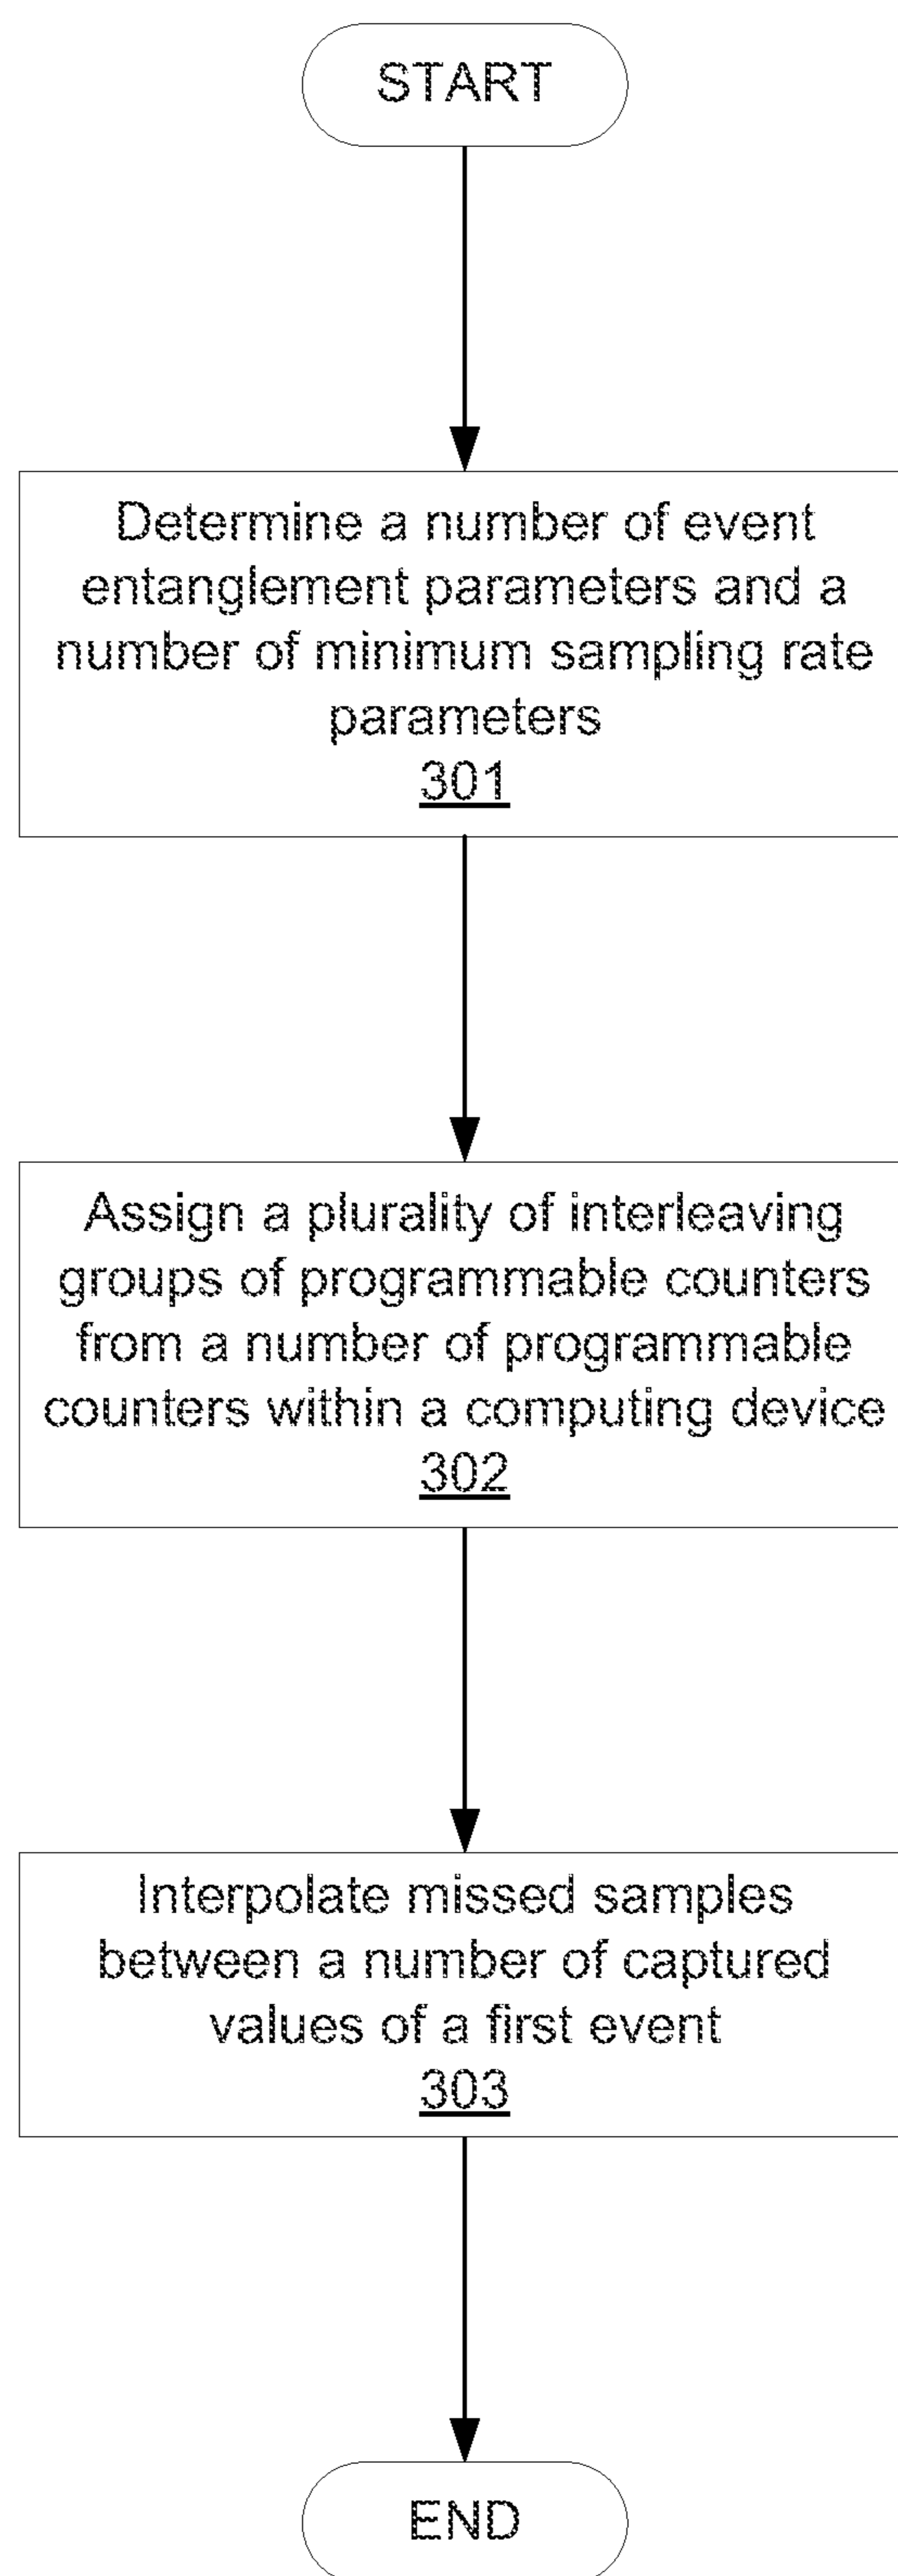 START
Determine a number of event
entanglement parameters and a
number of minimum sampling rate
parameters
301
Assign a plurality of interleaving
groups of programmable counters
from a number of programmable
counters within a computing device
302
Interpolate missed samples
between a number of captured
values of a first event
303
END